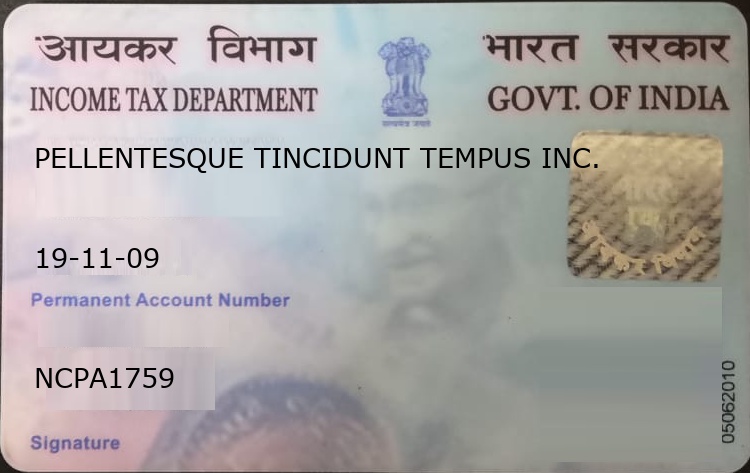 आयकर विभाग भारत सरकार
INCOME TAX DEPARTMENT GOVT. OF INDIA
PELLENTESQUE TINCIDUNT TEMPUS INC.
19-11-09
Permanent Account Number
NCPA1759
Signature
05062010